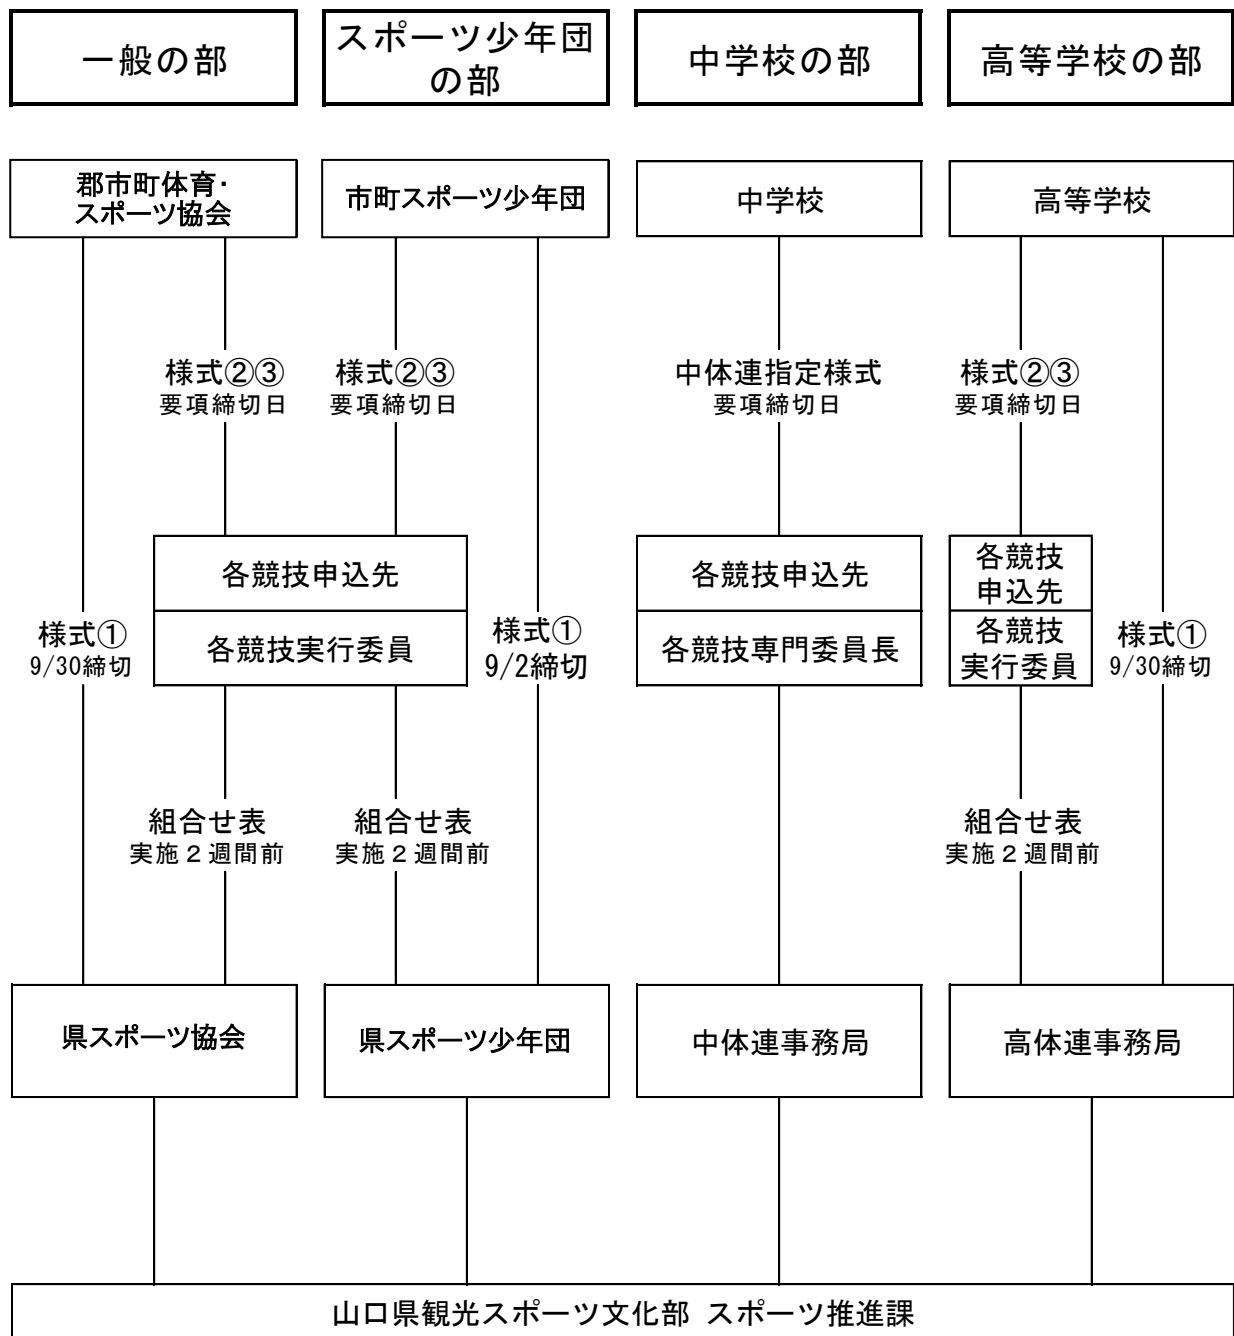 一般の部
スポーツ少年団
の部
中学校の部
高等学校の部
郡市町体育・
スポーツ協会
市町スポーツ少年団
中学校
高等学校
様式②③
要項締切日
様式②③
要項締切日
中体連指定様式
要項締切日
様式②③
要項締切日
各競技申込先
各競技実行委員
各競技申込先
各競技専門委員長
各競技
申込先
各競技
実行委員
様式①
9/30締切
様式①
9/2締切
様式①
9/30締切
組合せ表
実施2週間前
組合せ表
実施2週間前
組合せ表
実施2週間前
県スポーツ協会
県スポーツ少年団
中体連事務局
高体連事務局
山口県観光スポーツ文化部 スポーツ推進課